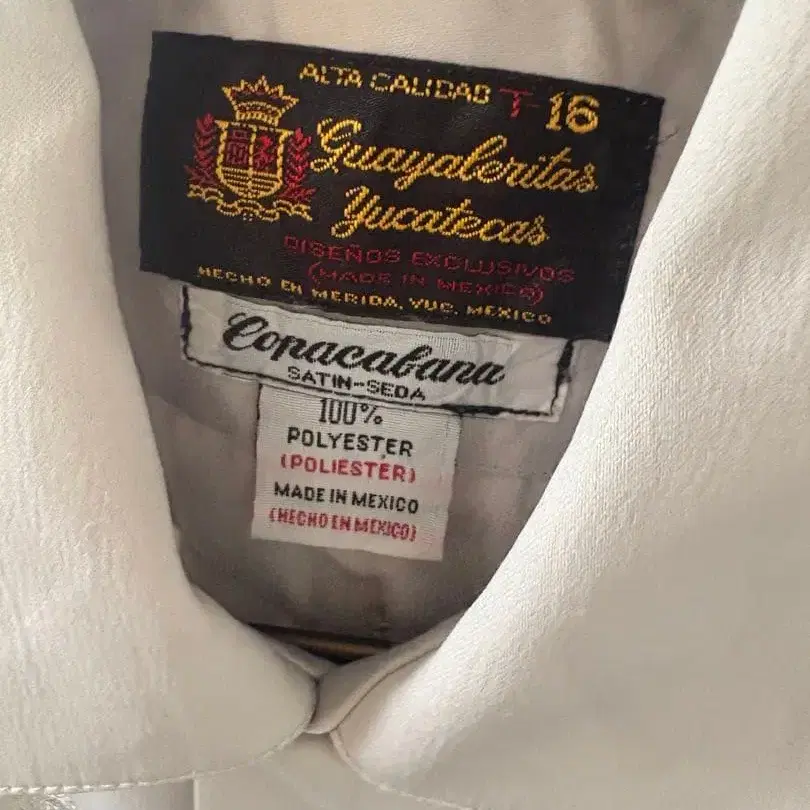 ALTA CALIDAD T-16
Guayaberitas
Yucatecas
DISEÑOS EXCLUSIVOS
(MADE IN MEXICO)
HECHO EN MERIDA, YUC. MEXICO
Copacabana
SATIN-SEDA
100%
POLYESTER
(POLIESTER)
MADE IN MEXICO
(HECHO EN MEXICO)